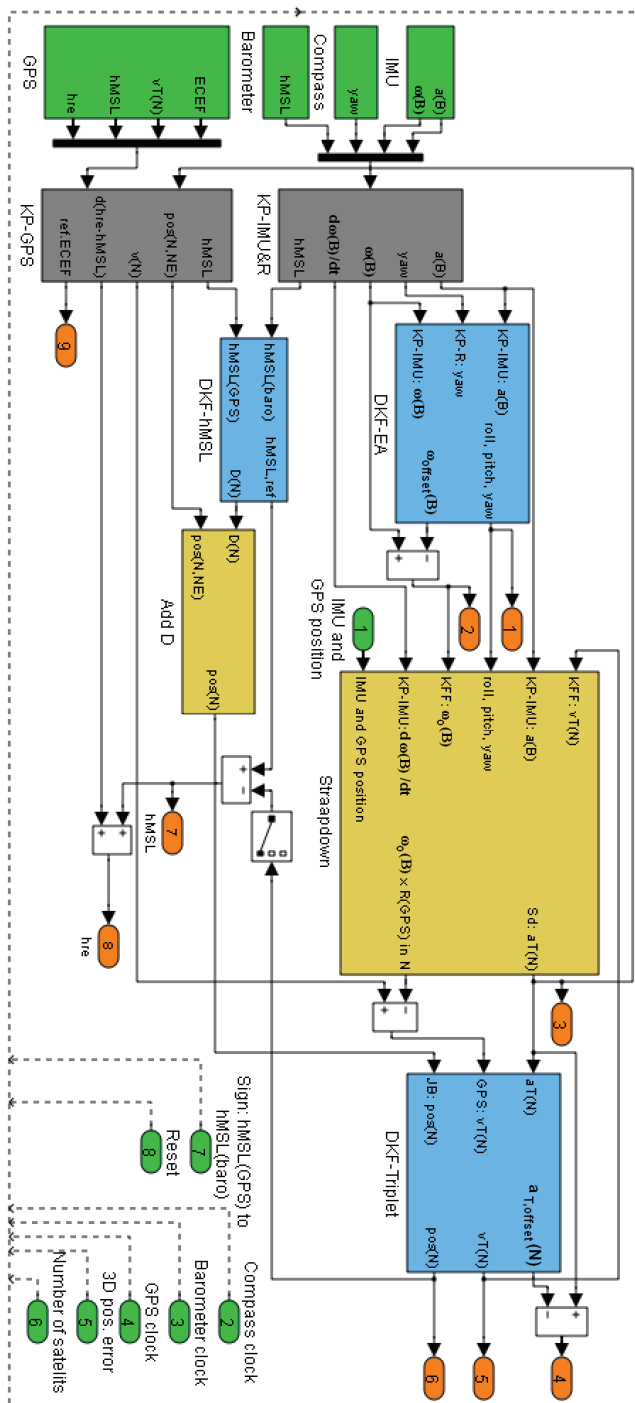 IMU
a(B)
ω(B)
Compass
yaw
Barometer
hMSL
GPS
ECEF
vT(N)
hMSL
hre
KP-IMU&R
a(B)
yaw
ω(B)
dω(B)/dt
hMSL
KP-GPS
hMSL
pos(N,NE)
v(N)
d(hre-hMSL)
ref.ECEF
9
DKF-EA
KP-IMU: a(B)
KP-R: yaw
KP-IMU: ω(B)
roll, pitch, yaw
ωoffset(B)
DKF-hMSL
hMSL(baro)
hMSL(GPS)
hMSL,ref
D(N)
Add D
D(N)
pos(N,NE)
pos(N)
+
−
1
2
IMU and
GPS position
1
Straapdown
KFF: vT(N)
KP-IMU: a(B)
roll, pitch, yaw
KFF: ωo(B)
KP-IMU:dω(B)/dt
IMU and GPS position
Sd: aT(N)
ωo(B) × R(GPS) in N
−
+
7
hMSL
+
+
8
hre
3
−
+
DKF-Triplet
aT(N)
GPS: vT(N)
JB: pos(N)
aT,offset(N)
vT(N)
pos(N)
+
−
4
5
6
Sign: hMSL(GPS) to
hMSL(baro)
7
Reset
8
Compass clock
2
Barometer clock
3
GPS clock
4
3D pos. error
5
Number of satelits
6